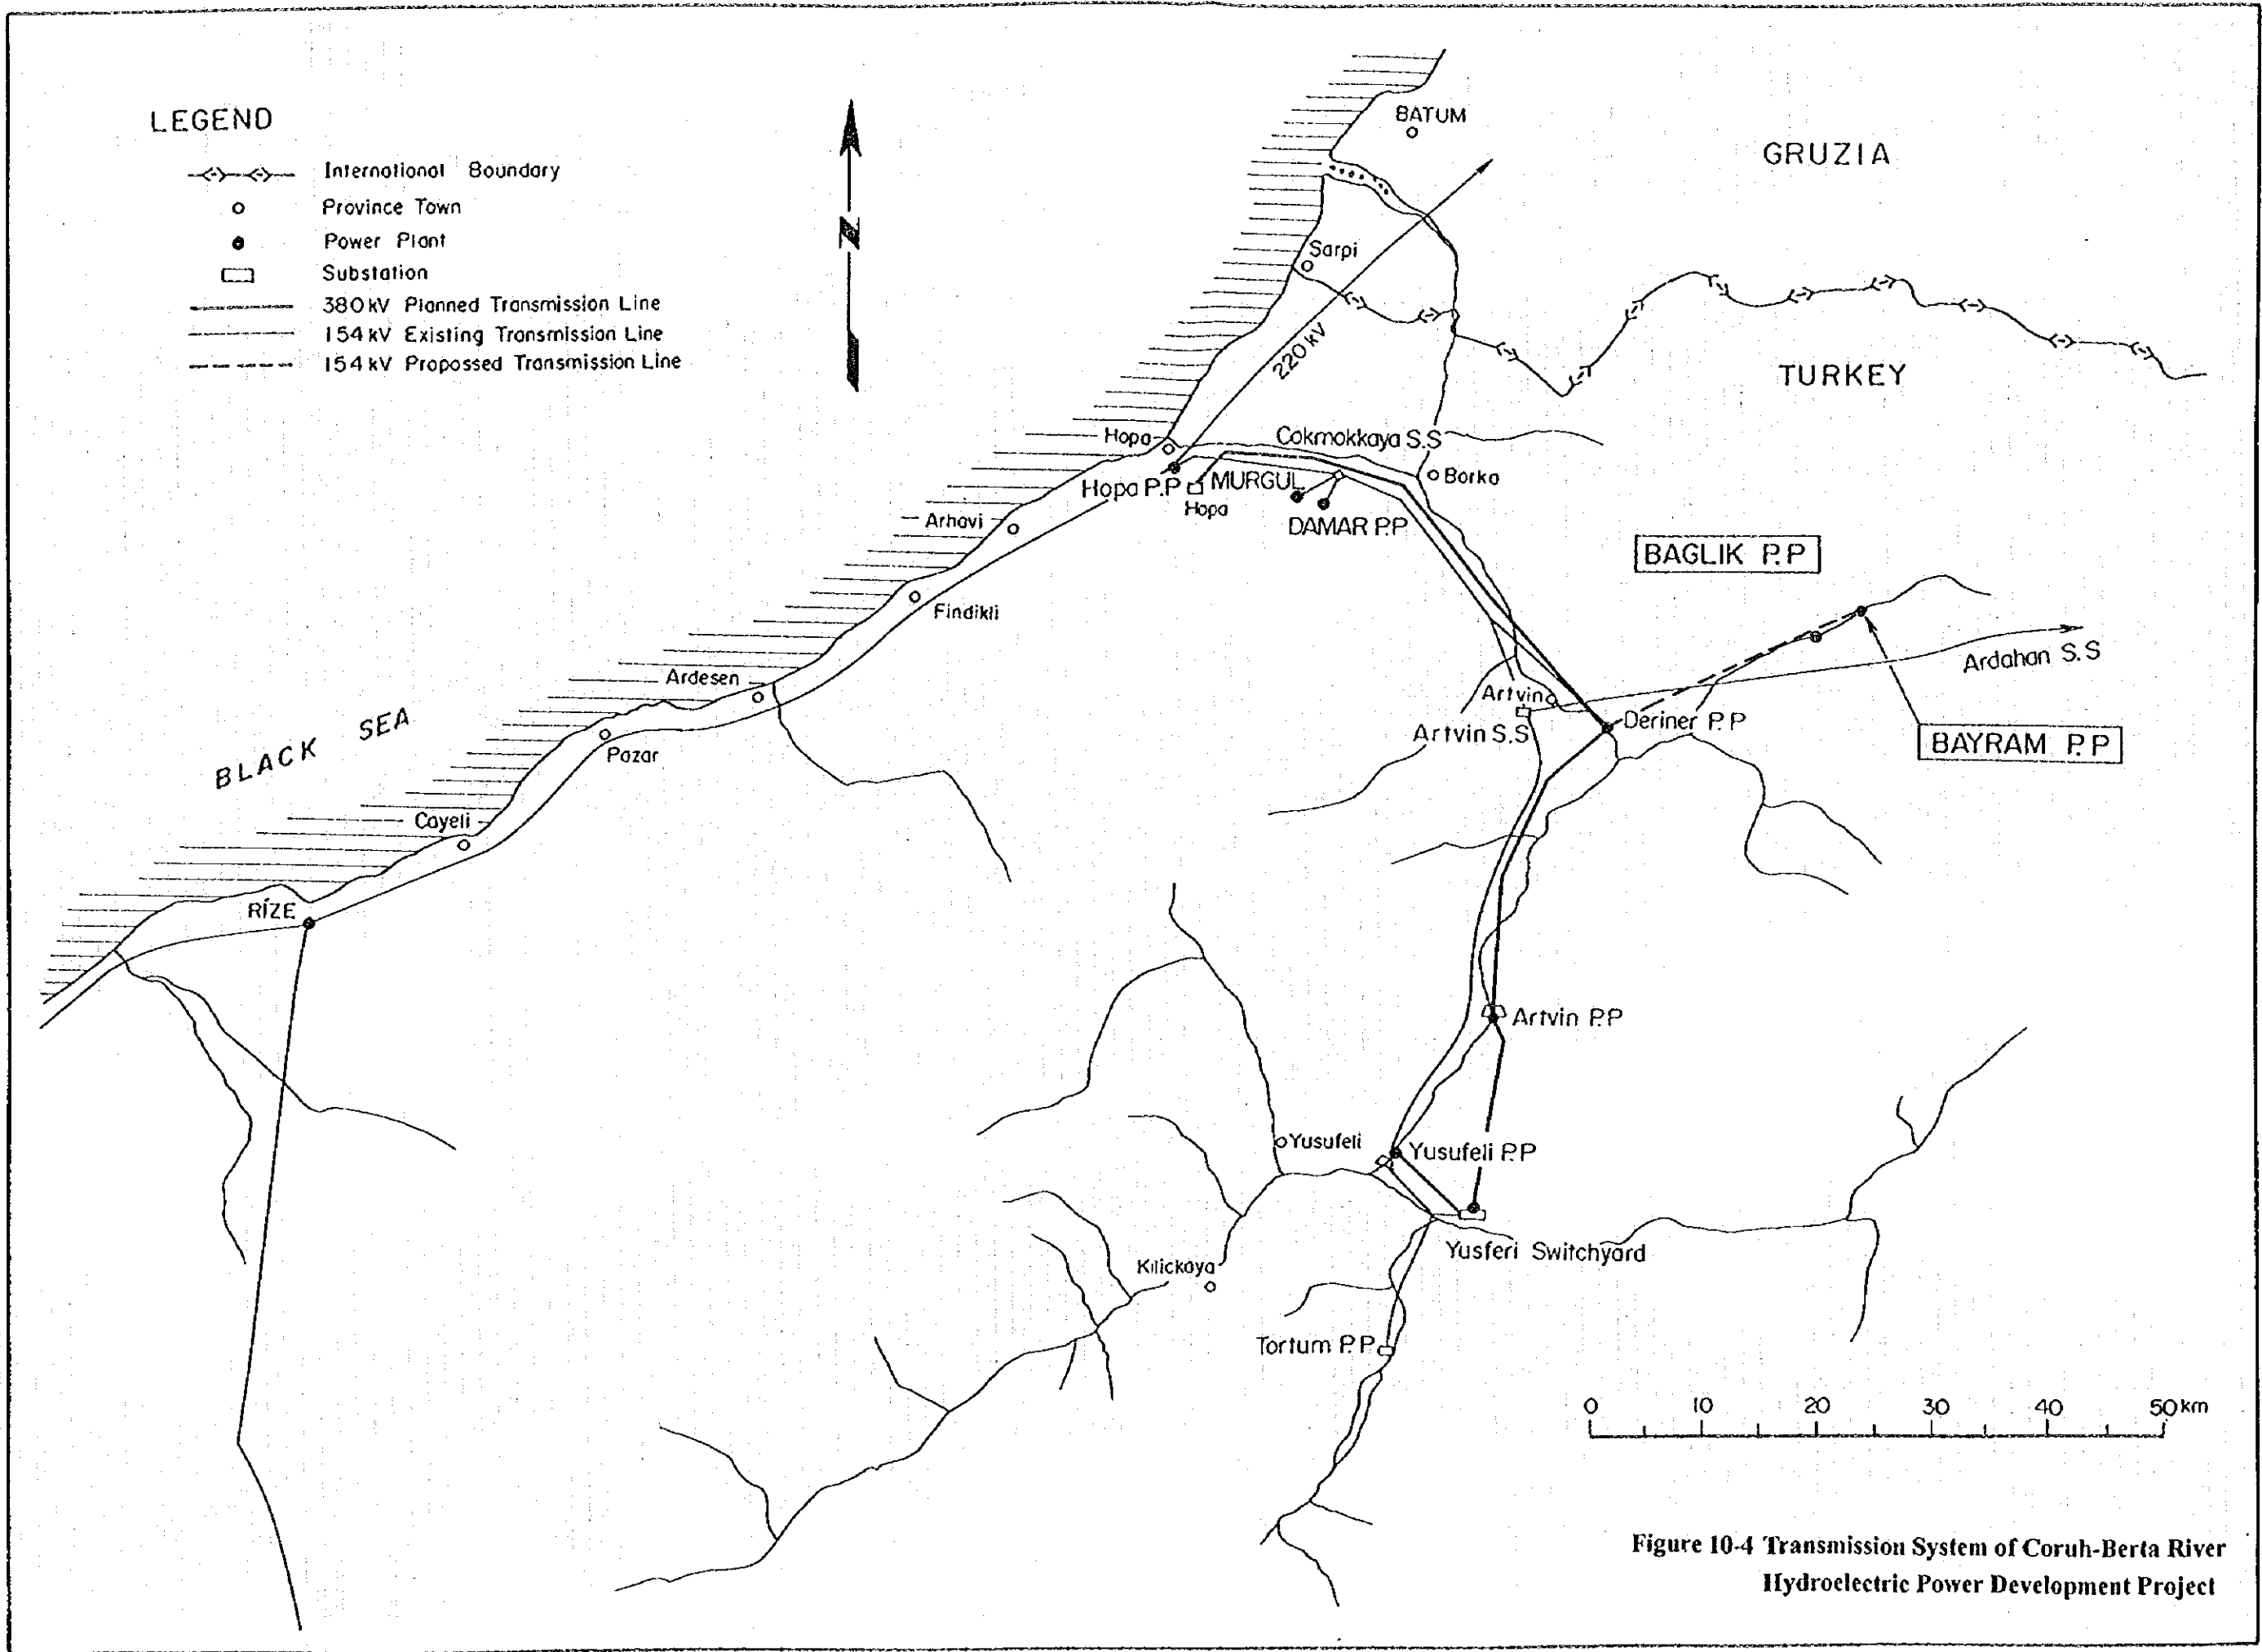 LEGEND
International Boundary
Province Town
Power Plant
Substation
380kV Planned Transmission Line
154kV Existing Transmission Line
154kV Propossed Transmission Line
N
BATUM
GRUZIA
Sarpi
220 kV
TURKEY
Hopa
Cokmokkaya S.S
Borka
Hopa P.P
MURGUL
Hopa
DAMAR P.P
Arhavi
BAGLIK P.P
Findikli
Ardahan S.S
Ardesen
Artvin
Artvin S.S
Deriner P.P
BLACK SEA
Pazar
BAYRAM P.P
Cayeli
RİZE
Artvin P.P
Yusufeli
Yusufeli P.P
Yusferi Switchyard
Kilickaya
Tortum P.P
0 10 20 30 40 50km
Figure 10-4 Transmission System of Coruh-Berta River
Hydroelectric Power Development Project